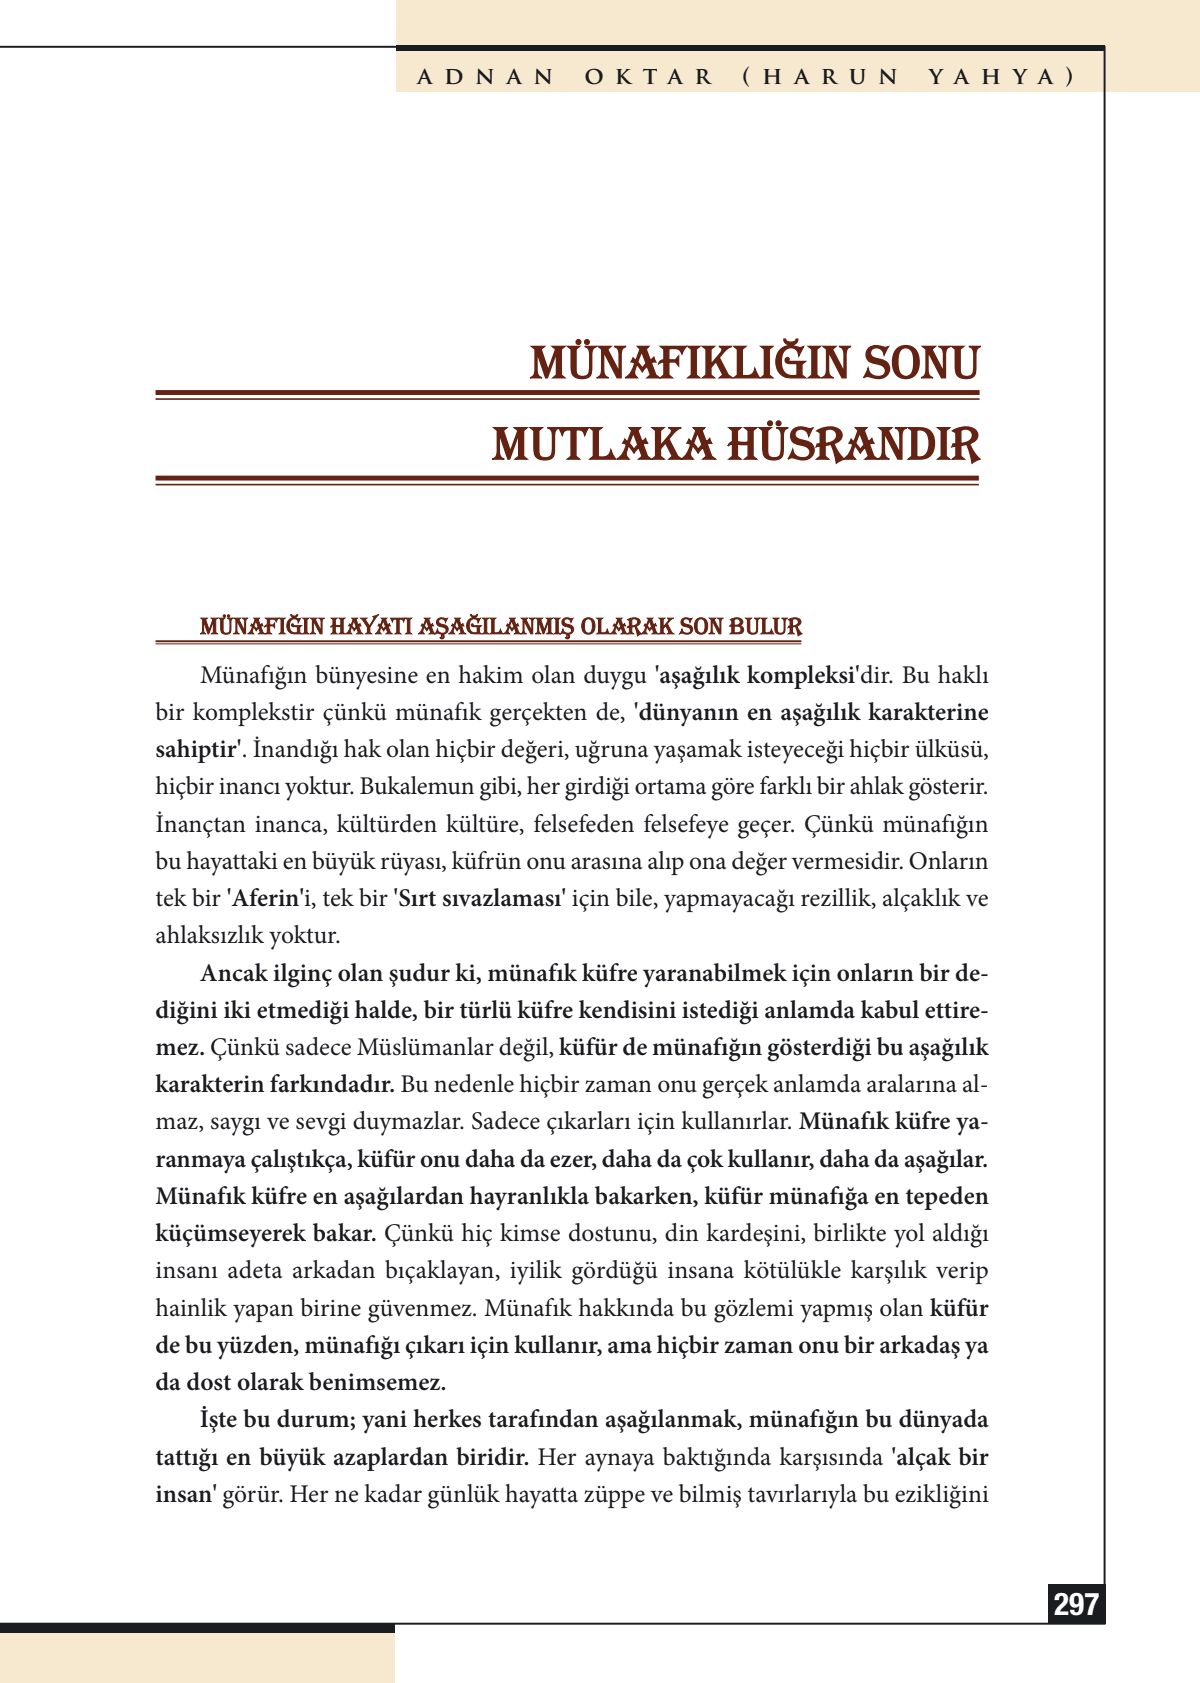 ADNAN OKTAR (HARUN YAHYA)
MÜNAFIKLIĞIN SONU
MUTLAKA HÜSRANDIR
MÜNAFIĞIN HAYATI AŞAĞILANMIŞ OLARAK SON BULUR
Münafığın bünyesine en hakim olan duygu 'aşağılık kompleksi'dir. Bu haklı
bir komplekstir çünkü münafık gerçekten de, 'dünyanın en aşağılık karakterine
sahiptir'. İnandığı hak olan hiçbir değeri, uğruna yaşamak isteyeceği hiçbir ülküsü,
hiçbir inancı yoktur. Bukalemun gibi, her girdiği ortama göre farklı bir ahlak gösterir.
İnançtan inanca, kültürden kültüre, felsefeden felsefeye geçer. Çünkü münafığın
bu hayattaki en büyük rüyası, küfrün onu arasına alıp ona değer vermesidir. Onların
tek bir 'Aferin'i, tek bir 'Sırt sıvazlaması' için bile, yapmayacağı rezillik, alçaklık ve
ahlaksızlık yoktur.
Ancak ilginç olan şudur ki, münafık küfre yaranabilmek için onların bir de-
diğini iki etmediği halde, bir türlü küfre kendisini istediği anlamda kabul ettire-
mez. Çünkü sadece Müslümanlar değil, küfür de münafığın gösterdiği bu aşağılık
karakterin farkındadır. Bu nedenle hiçbir zaman onu gerçek anlamda aralarına al-
maz, saygı ve sevgi duymazlar. Sadece çıkarları için kullanırlar. Münafık küfre ya-
ranmaya çalıştıkça, küfür onu daha da ezer, daha da çok kullanır, daha da aşağılar.
Münafık küfre en aşağılardan hayranlıkla bakarken, küfür münafığa en tepeden
küçümseyerek bakar. Çünkü hiç kimse dostunu, din kardeşini, birlikte yol aldığı
insanı adeta arkadan bıçaklayan, iyilik gördüğü insana kötülükle karşılık verip
hainlik yapan birine güvenmez. Münafık hakkında bu gözlemi yapmış olan küfür
de bu yüzden, münafığı çıkarı için kullanır, ama hiçbir zaman onu bir arkadaş ya
da dost olarak benimsemez.
İşte bu durum; yani herkes tarafından aşağılanmak, münafığın bu dünyada
tattığı en büyük azaplardan biridir. Her aynaya baktığında karşısında 'alçak bir
insan' görür. Her ne kadar günlük hayatta züppe ve bilmiş tavırlarıyla bu ezikliğini
297